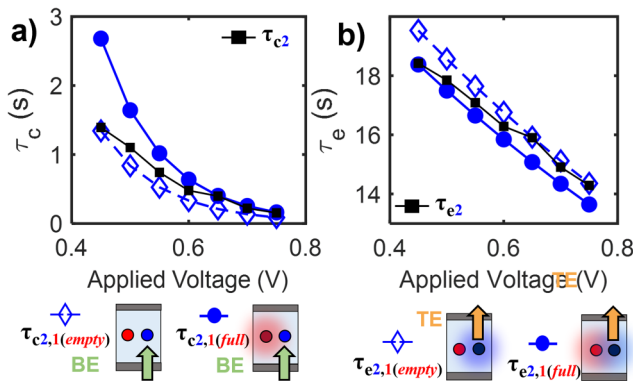 a)
τc2
τc (s)
3
2
1
0
0.4 0.6 0.8
Applied Voltage (V)
τc2,1(empty)
BE
τc2,1(full)
BE
b)
τe (s)
18
16
14
τe2
0.4 0.6 0.8
Applied Voltage (V)
TE
TE
τe2,1(empty)
τe2,1(full)